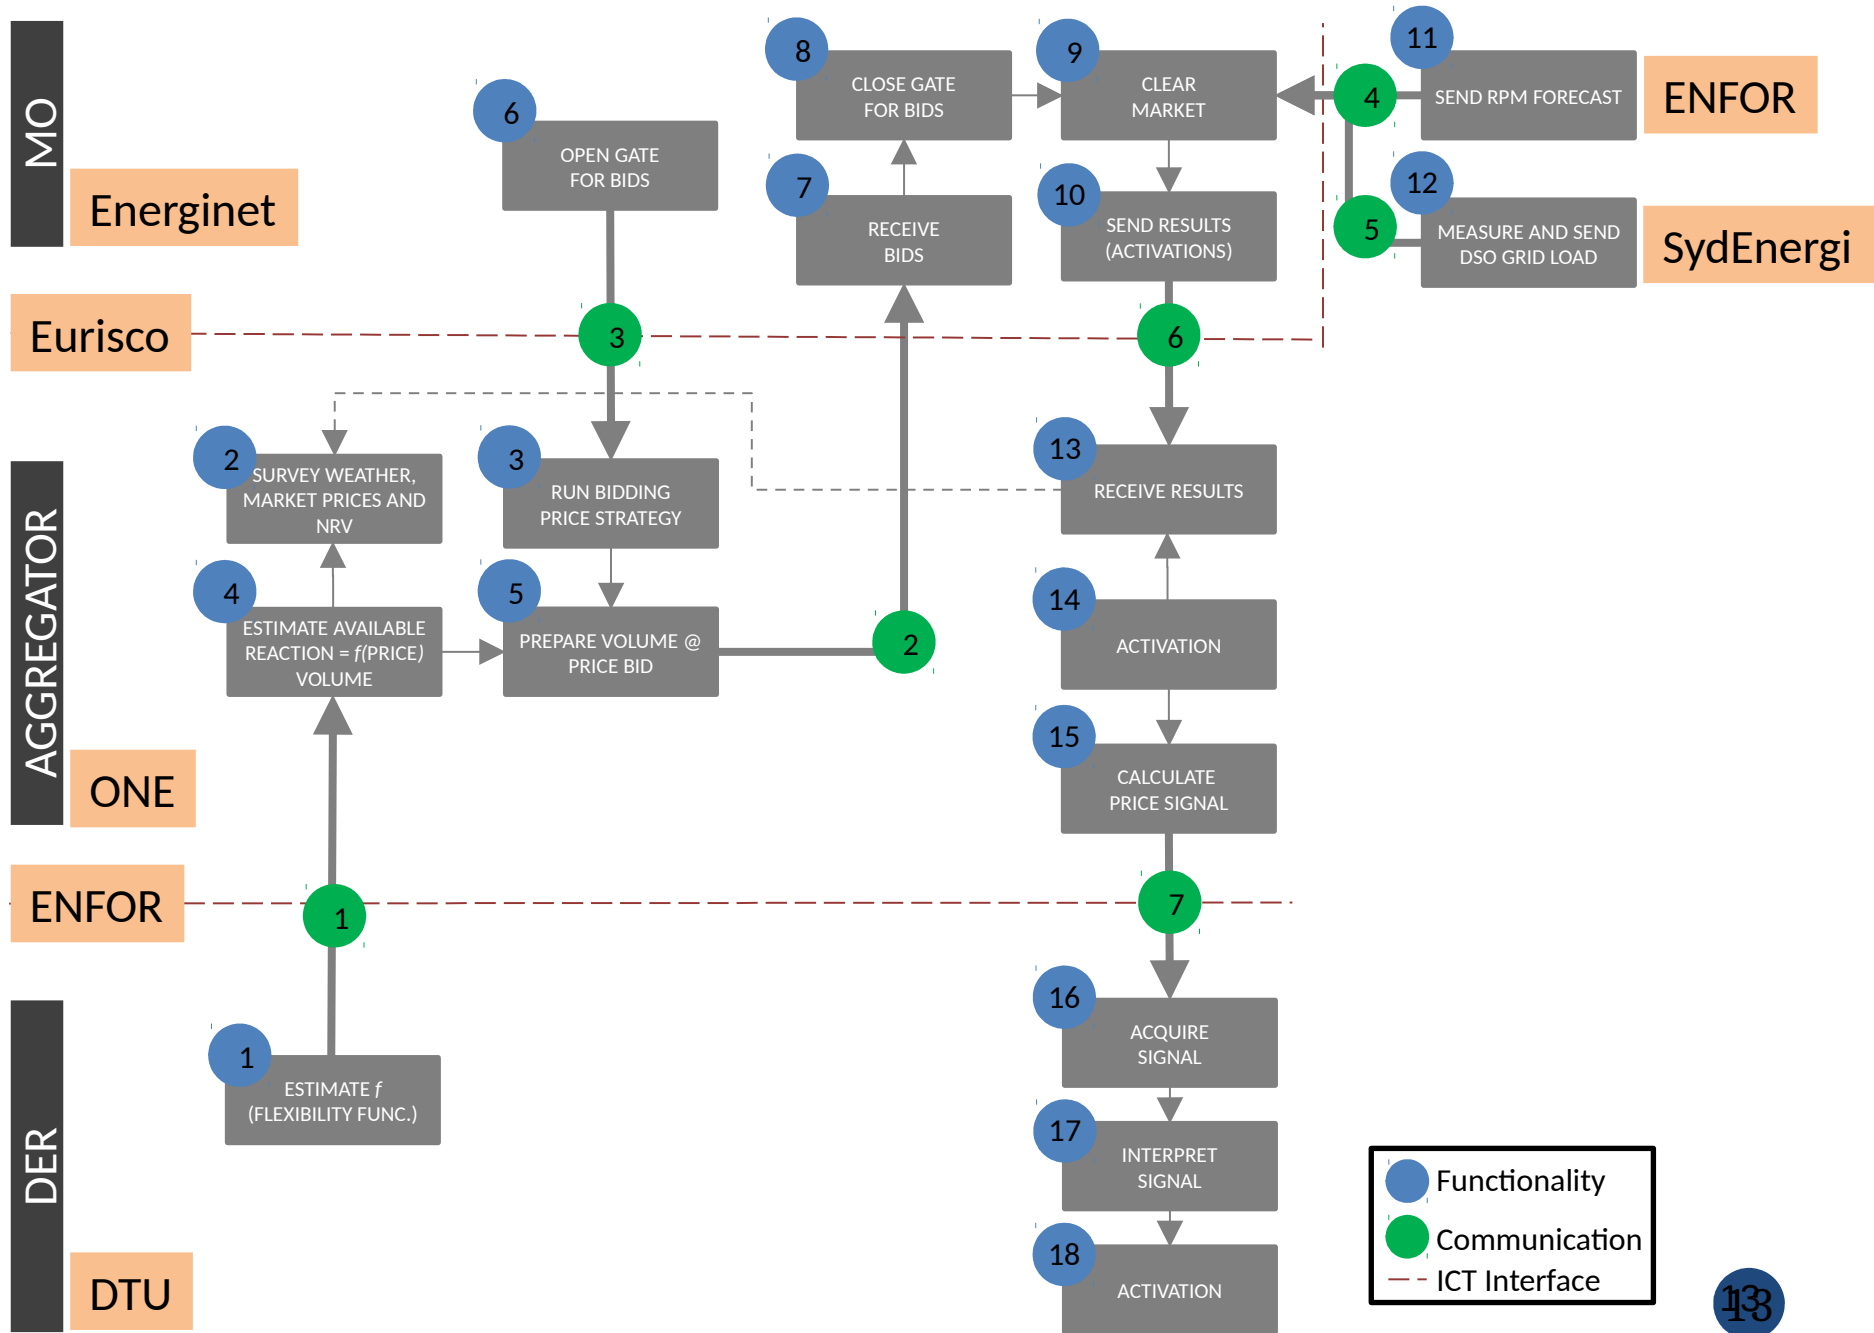 MO
Energinet
Eurisco
6
OPEN GATE
FOR BIDS
8
CLOSE GATE
FOR BIDS
7
RECEIVE
BIDS
9
CLEAR
MARKET
10
SEND RESULTS
(ACTIVATIONS)
4
11
SEND RPM FORECAST
ENFOR
5
12
MEASURE AND SEND
DSO GRID LOAD
SydEnergi
3
6
AGGREGATOR
ONE
2
SURVEY WEATHER,
MARKET PRICES AND
NRV
3
RUN BIDDING
PRICE STRATEGY
4
ESTIMATE AVAILABLE
REACTION = f(PRICE)
VOLUME
5
PREPARE VOLUME @
PRICE BID
2
13
RECEIVE RESULTS
14
ACTIVATION
15
CALCULATE
PRICE SIGNAL
ENFOR
1
7
DER
DTU
1
ESTIMATE f
(FLEXIBILITY FUNC.)
16
ACQUIRE
SIGNAL
17
INTERPRET
SIGNAL
18
ACTIVATION
Functionality
Communication
ICT Interface
13
13